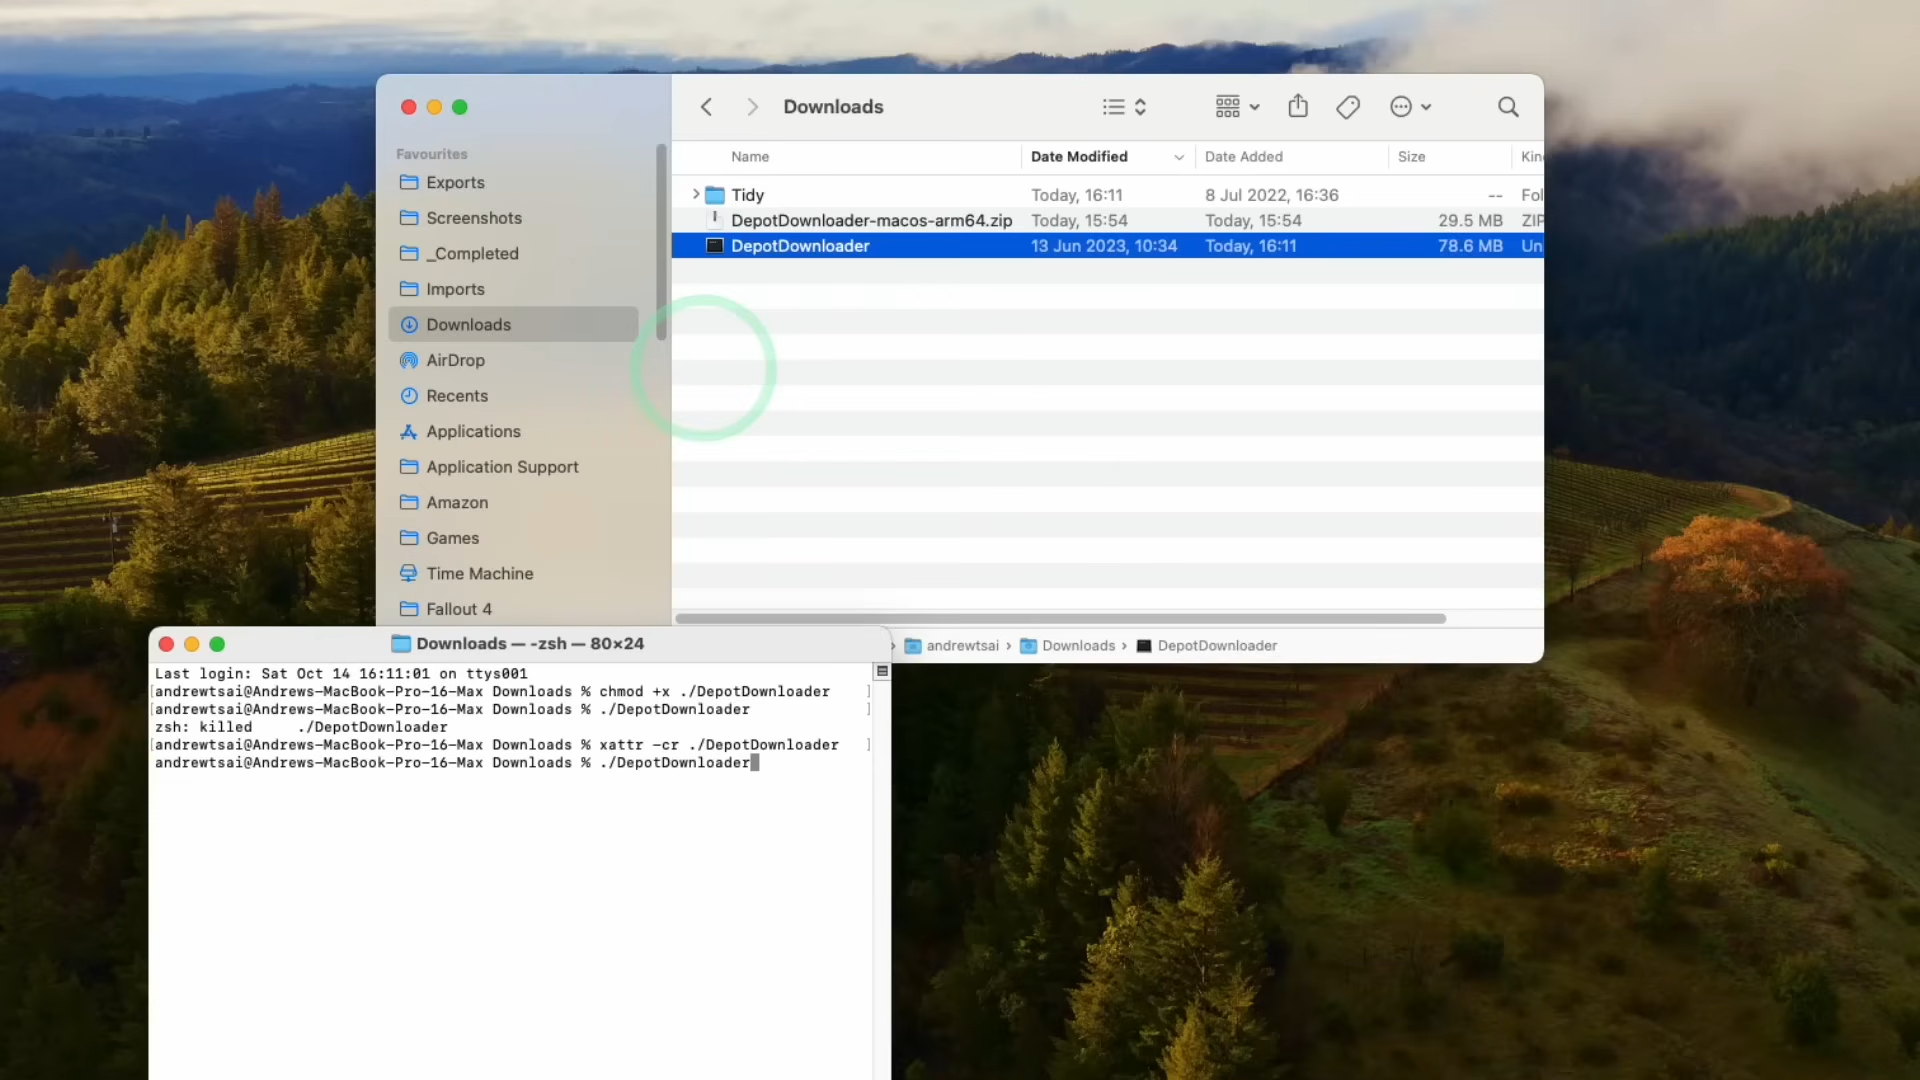 Downloads
Favourites
Exports
Screenshots
_Completed
Imports
Downloads
AirDrop
Recents
Applications
Application Support
Amazon
Games
Time Machine
Fallout 4
Name Date Modified Date Added Size Kin
Tidy Today, 16:11 8 Jul 2022, 16:36 -- Fol
DepotDownloader-macos-arm64.zip Today, 15:54 Today, 15:54 29.5 MB ZIP
DepotDownloader 13 Jun 2023, 10:34 Today, 16:11 78.6 MB Un
andrewtsai › Downloads › DepotDownloader
Downloads — -zsh — 80×24
Last login: Sat Oct 14 16:11:01 on ttys001
[andrewtsai@Andrews-MacBook-Pro-16-Max Downloads % chmod +x ./DepotDownloader ]
[andrewtsai@Andrews-MacBook-Pro-16-Max Downloads % ./DepotDownloader ]
zsh: killed ./DepotDownloader
[andrewtsai@Andrews-MacBook-Pro-16-Max Downloads % xattr -cr ./DepotDownloader ]
andrewtsai@Andrews-MacBook-Pro-16-Max Downloads % ./DepotDownloader